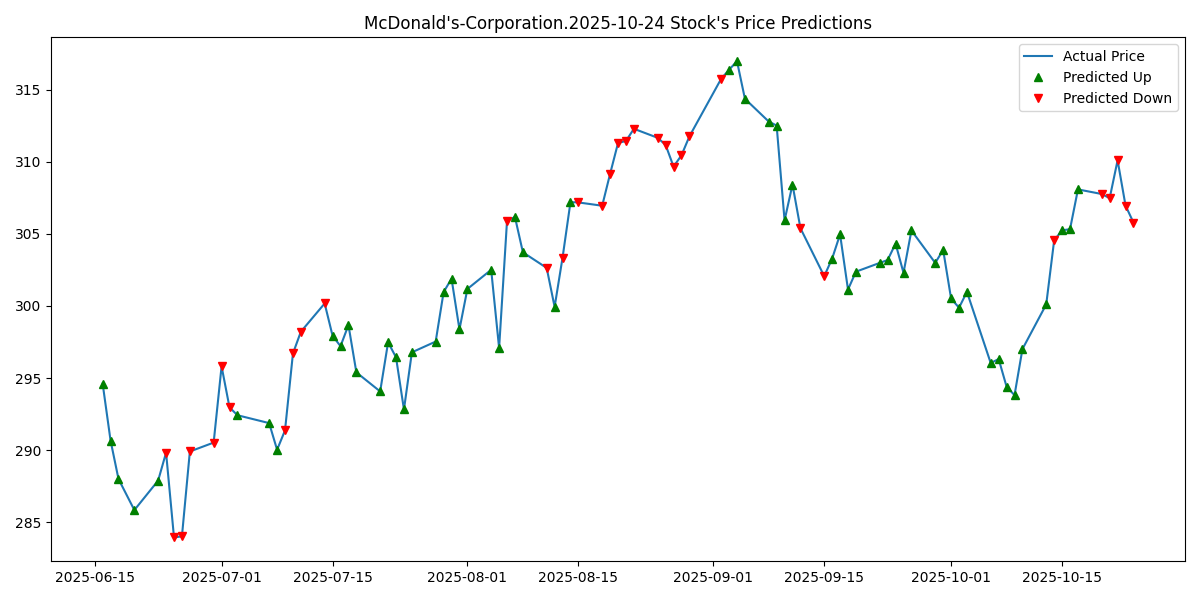 McDonald's-Corporation.2025-10-24 Stock's Price Predictions
Actual Price
Predicted Up
Predicted Down
315
310
305
300
295
290
285
2025-06-15 2025-07-01 2025-07-15 2025-08-01 2025-08-15 2025-09-01 2025-09-15 2025-10-01 2025-10-15